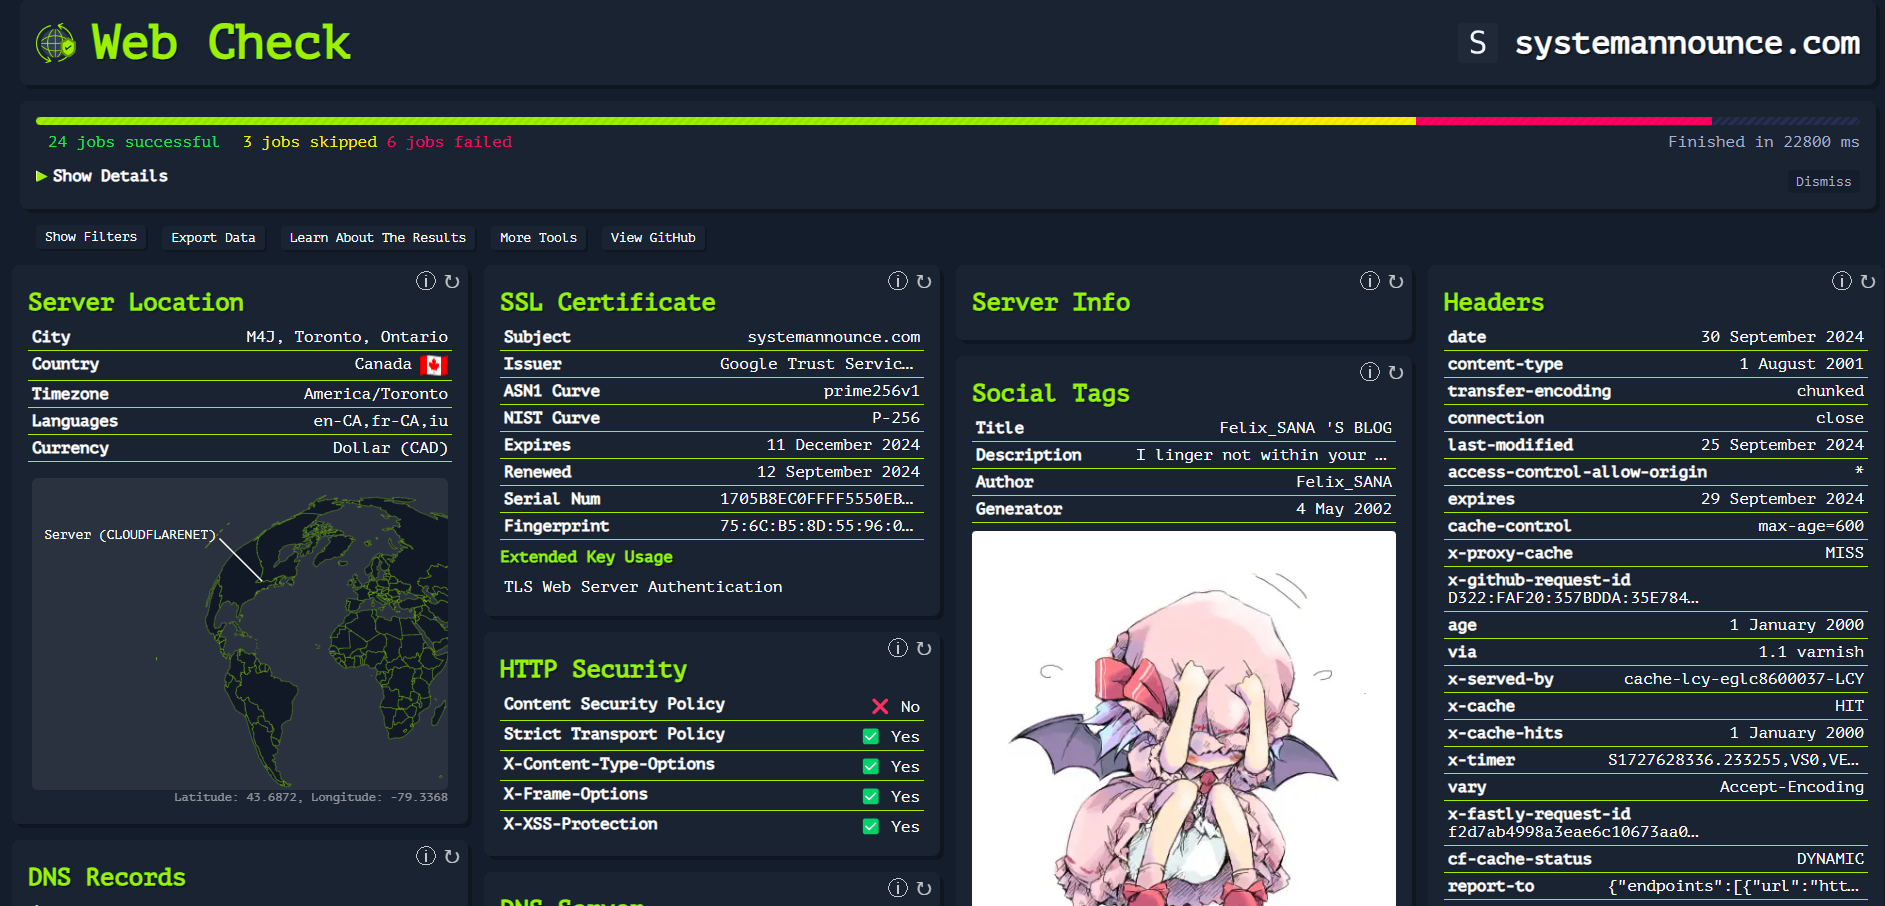 Web Check
S systemannounce.com
24 jobs successful 3 jobs skipped 6 jobs failed
Finished in 22800 ms
▶ Show Details
Dismiss
Show Filters
Export Data
Learn About The Results
More Tools
View GitHub
Server Location
City M4J, Toronto, Ontario
Country Canada
Timezone America/Toronto
Languages en-CA,fr-CA,iu
Currency Dollar (CAD)
Server (CLOUDFLARENET)
Latitude: 43.6872, Longitude: -79.3368
DNS Records
SSL Certificate
Subject systemannounce.com
Issuer Google Trust Servic…
ASN1 Curve prime256v1
NIST Curve P-256
Expires 11 December 2024
Renewed 12 September 2024
Serial Num 1705B8EC0FFFF5550EB…
Fingerprint 75:6C:B5:8D:55:96:0…
Extended Key Usage
TLS Web Server Authentication
HTTP Security
Content Security Policy ❌ No
Strict Transport Policy ✅ Yes
X-Content-Type-Options ✅ Yes
X-Frame-Options ✅ Yes
X-XSS-Protection ✅ Yes
DNS Server
Server Info
Social Tags
Title Felix_SANA 'S BLOG
Description I linger not within your …
Author Felix_SANA
Generator 4 May 2002
Headers
date 30 September 2024
content-type 1 August 2001
transfer-encoding chunked
connection close
last-modified 25 September 2024
access-control-allow-origin *
expires 29 September 2024
cache-control max-age=600
x-proxy-cache MISS
x-github-request-id
D322:FAF20:357BDDA:35E784…
age 1 January 2000
via 1.1 varnish
x-served-by cache-lcy-eglc8600037-LCY
x-cache HIT
x-cache-hits 1 January 2000
x-timer S1727628336.233255,VS0,VE…
vary Accept-Encoding
x-fastly-request-id
f2d7ab4998a3eae6c10673aa0…
cf-cache-status DYNAMIC
report-to {"endpoints":[{"url":"htt…